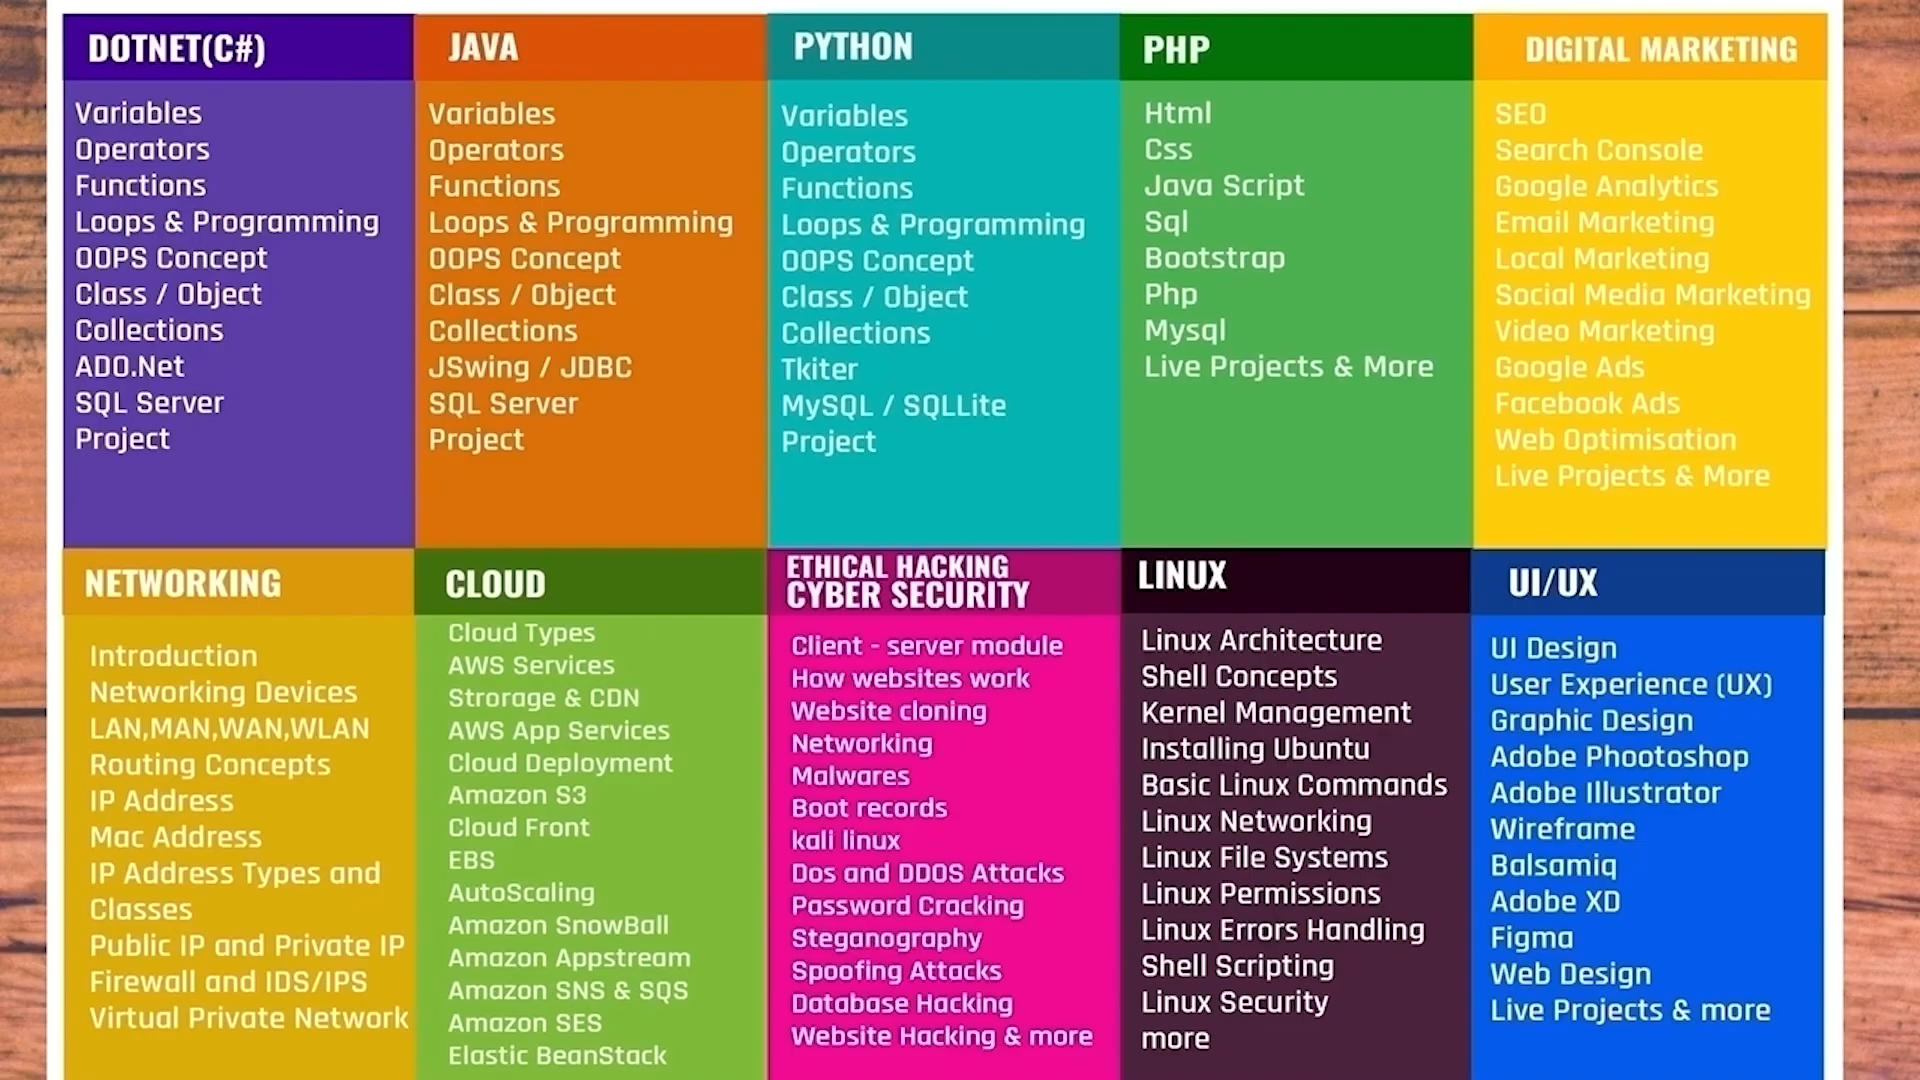 DOTNET(C#)
Variables
Operators
Functions
Loops & Programming
OOPS Concept
Class / Object
Collections
ADO.Net
SQL Server
Project
JAVA
Variables
Operators
Functions
Loops & Programming
OOPS Concept
Class / Object
Collections
JSwing / JDBC
SQL Server
Project
PYTHON
Variables
Operators
Functions
Loops & Programming
OOPS Concept
Class / Object
Collections
Tkiter
MySQL / SQLLite
Project
PHP
Html
Css
Java Script
Sql
Bootstrap
Php
Mysql
Live Projects & More
DIGITAL MARKETING
SEO
Search Console
Google Analytics
Email Marketing
Local Marketing
Social Media Marketing
Video Marketing
Google Ads
Facebook Ads
Web Optimisation
Live Projects & More
NETWORKING
Introduction
Networking Devices
LAN,MAN,WAN,WLAN
Routing Concepts
IP Address
Mac Address
IP Address Types and
Classes
Public IP and Private IP
Firewall and IDS/IPS
Virtual Private Network
CLOUD
Cloud Types
AWS Services
Strorage & CDN
AWS App Services
Cloud Deployment
Amazon S3
Cloud Front
EBS
AutoScaling
Amazon SnowBall
Amazon Appstream
Amazon SNS & SQS
Amazon SES
Elastic BeanStack
ETHICAL HACKING
CYBER SECURITY
Client - server module
How websites work
Website cloning
Networking
Malwares
Boot records
kali linux
Dos and DDOS Attacks
Password Cracking
Steganography
Spoofing Attacks
Database Hacking
Website Hacking & more
LINUX
Linux Architecture
Shell Concepts
Kernel Management
Installing Ubuntu
Basic Linux Commands
Linux Networking
Linux File Systems
Linux Permissions
Linux Errors Handling
Shell Scripting
Linux Security
more
UI/UX
UI Design
User Experience (UX)
Graphic Design
Adobe Phootoshop
Adobe Illustrator
Wireframe
Balsamiq
Adobe XD
Figma
Web Design
Live Projects & more